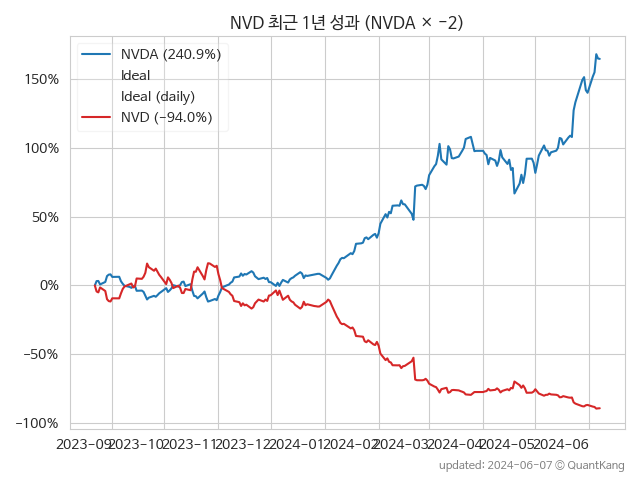 NVD 최근 1년 성과 (NVDA × −2)
NVDA (240.9%)
Ideal
Ideal (daily)
NVD (−94.0%)
150%
100%
50%
0%
−50%
−100%
2023−09 2023−10 2023−11 2023−12 2024−01 2024−02 2024−03 2024−04 2024−05 2024−06
updated: 2024−06−07 © QuantKang